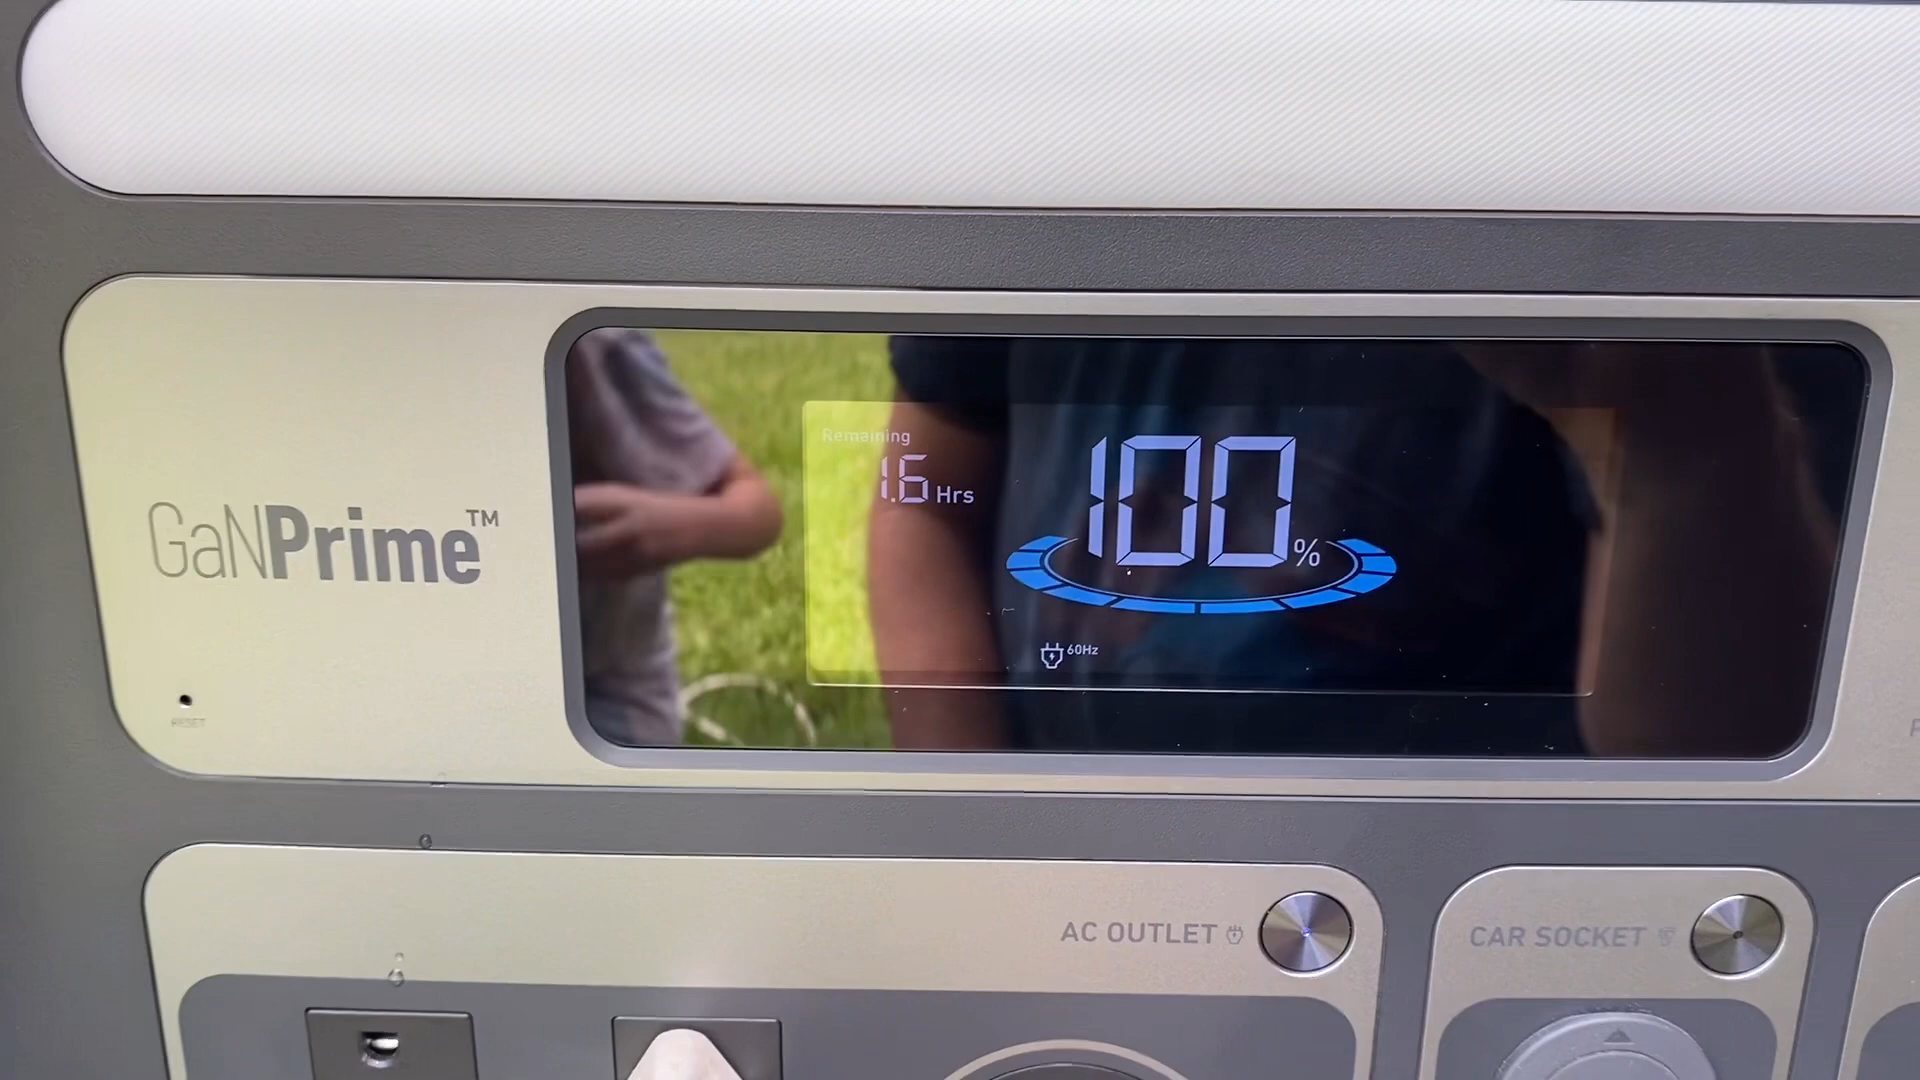 Remaining
1.6 Hrs
100%
60Hz
GaNPrime™
RESET
AC OUTLET
CAR SOCKET